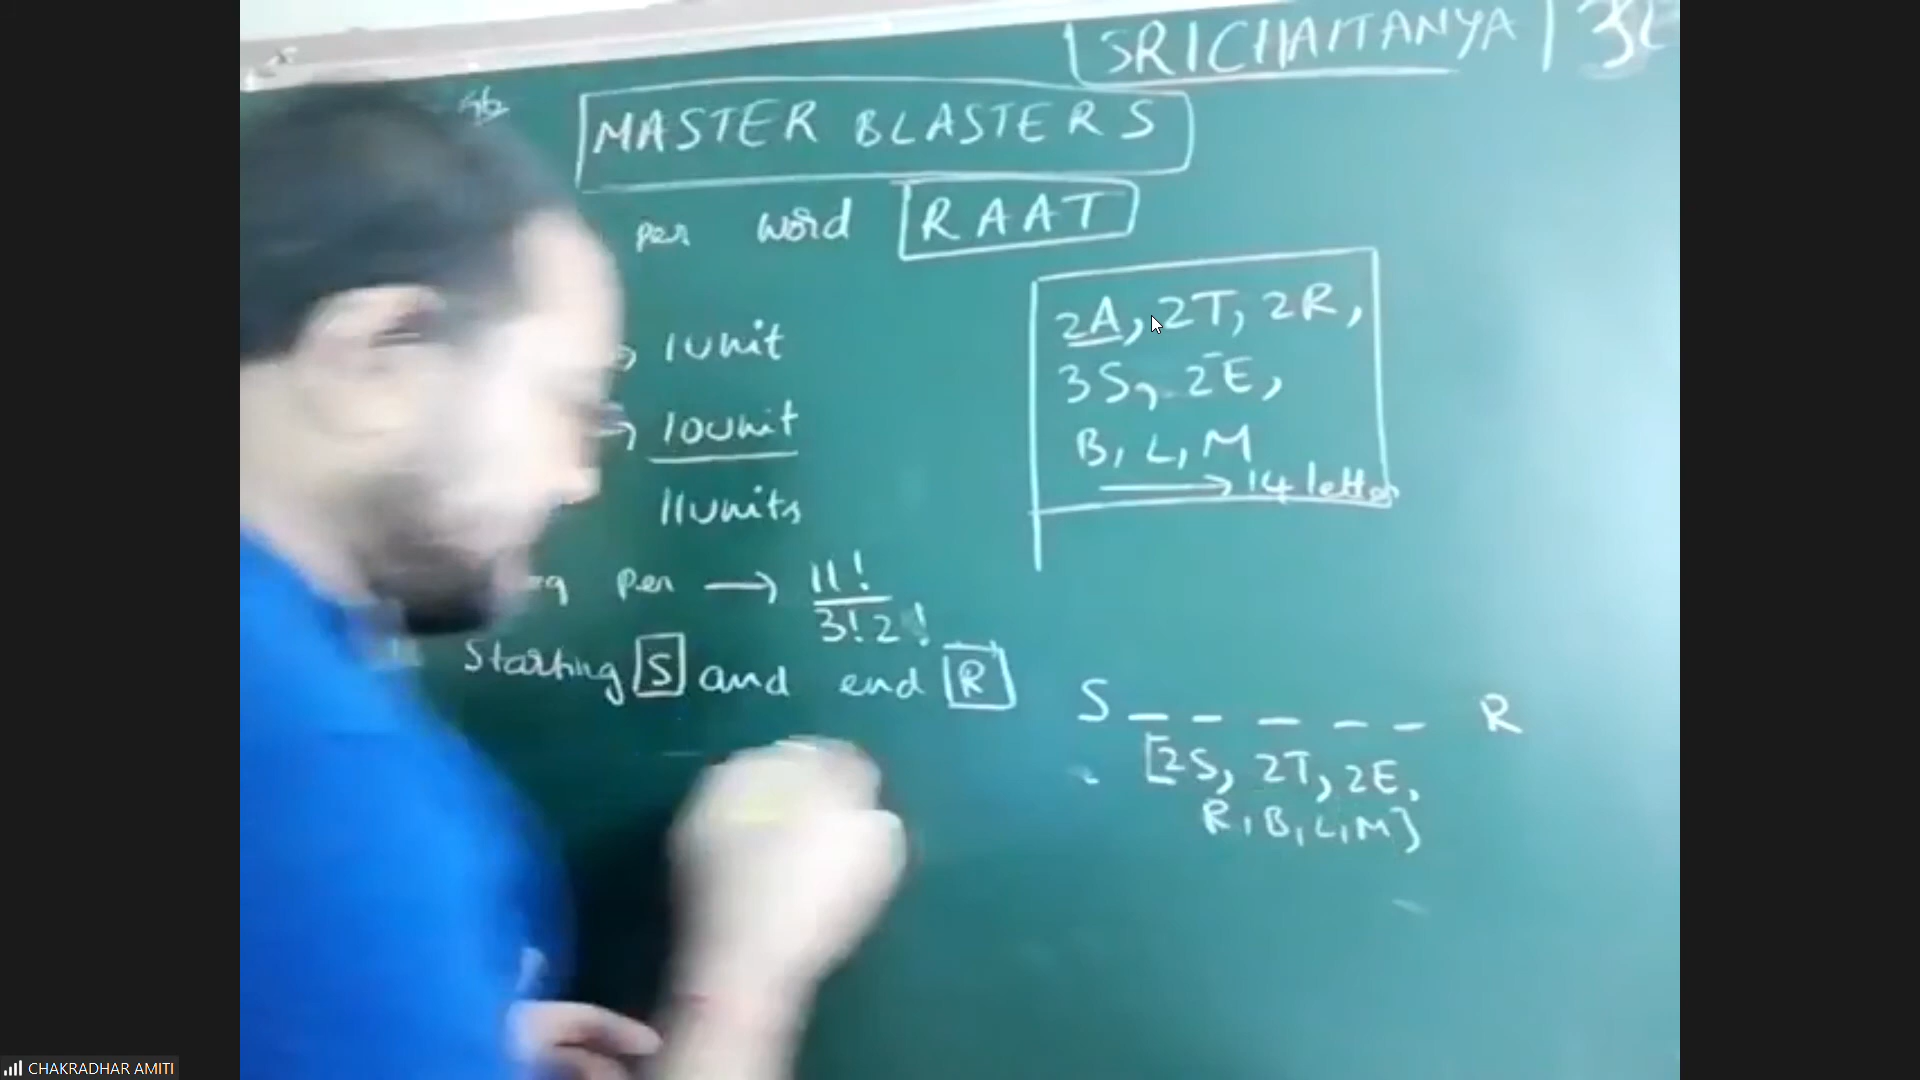 SRICHAITANYA
MASTER BLASTERS
per word RAAT
2A, 2T, 2R,
3S, 2E,
B, L, M
→ 14 letter
→ 1 unit
→ 10 unit
11 units
per → 11!
3! 2!
Starting S and end R
S _ _ _ _ _ R
[2S, 2T, 2E,
R, B, L, M}
CHAKRADHAR AMITI